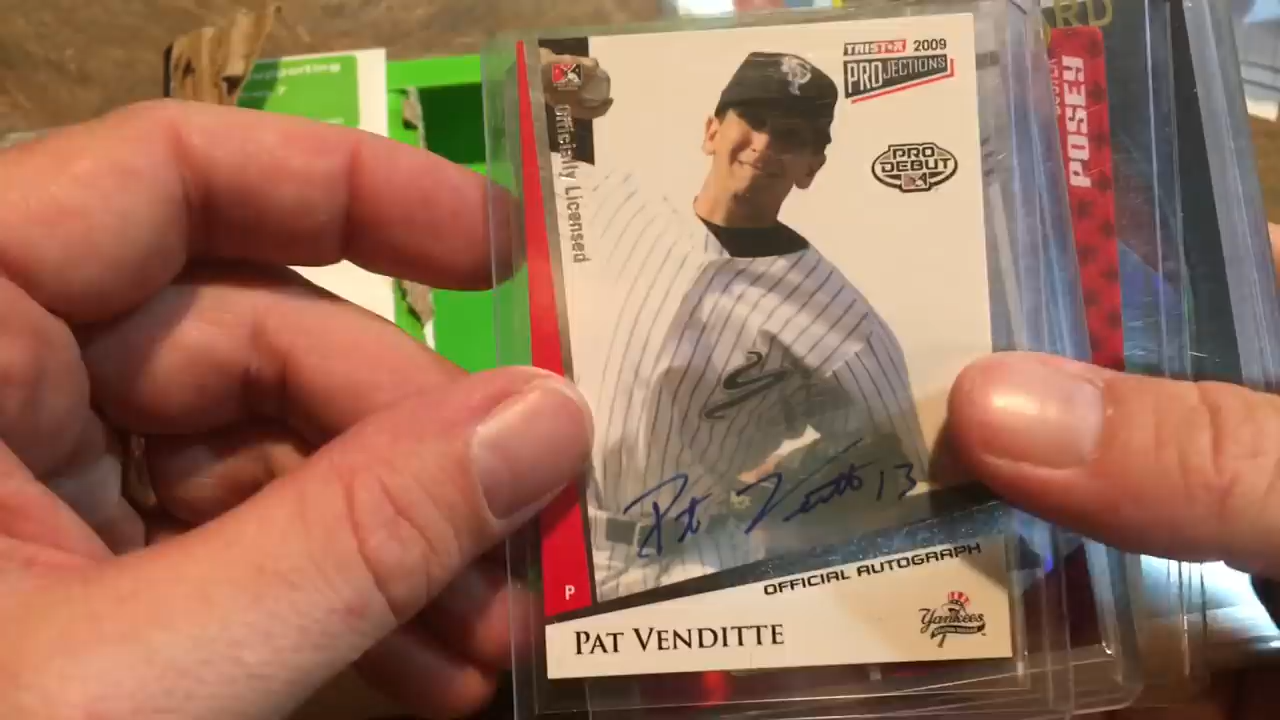 TRISTAR 2009
PROJECTIONS
PRO
DEBUT
Officially Licensed
Pat Venditte 13
OFFICIAL AUTOGRAPH
P
PAT VENDITTE
Yankees
POSEY